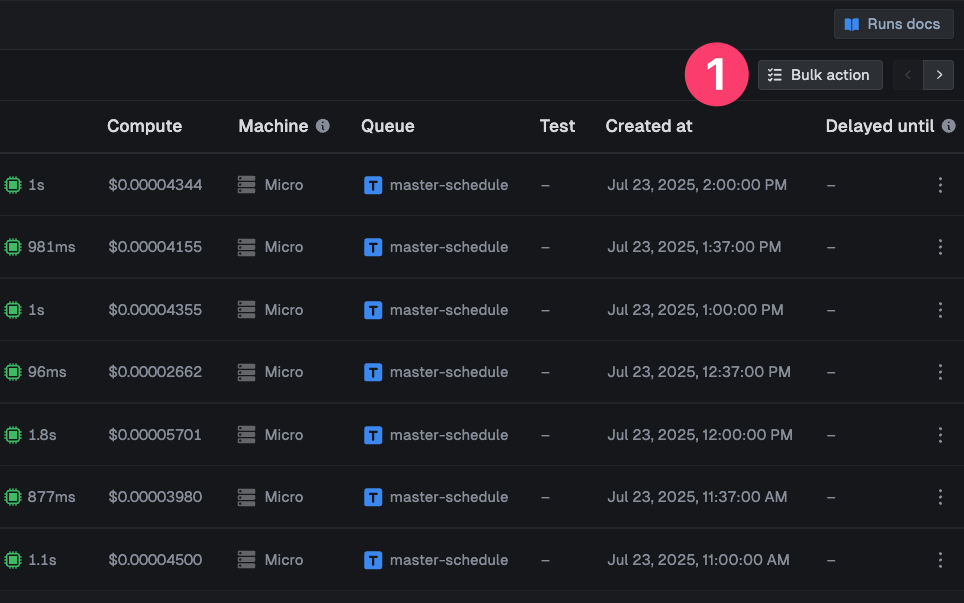 Runs docs
1 Bulk action
Compute Machine Queue Test Created at Delayed until
1s $0.00004344 Micro T master-schedule – Jul 23, 2025, 2:00:00 PM –
981ms $0.00004155 Micro T master-schedule – Jul 23, 2025, 1:37:00 PM –
1s $0.00004355 Micro T master-schedule – Jul 23, 2025, 1:00:00 PM –
96ms $0.00002662 Micro T master-schedule – Jul 23, 2025, 12:37:00 PM –
1.8s $0.00005701 Micro T master-schedule – Jul 23, 2025, 12:00:00 PM –
877ms $0.00003980 Micro T master-schedule – Jul 23, 2025, 11:37:00 AM –
1.1s $0.00004500 Micro T master-schedule – Jul 23, 2025, 11:00:00 AM –